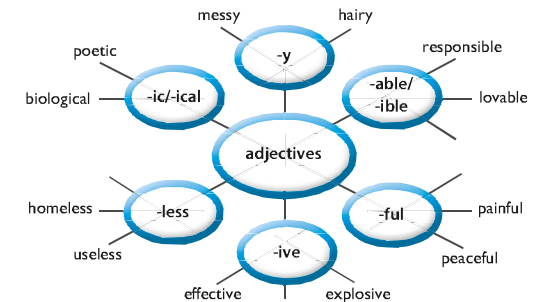 messy
hairy
-y
poetic
biological
-ic/-ical
responsible
lovable
-able/
-ible
adjectives
homeless
useless
-less
painful
peaceful
-ful
-ive
effective
explosive